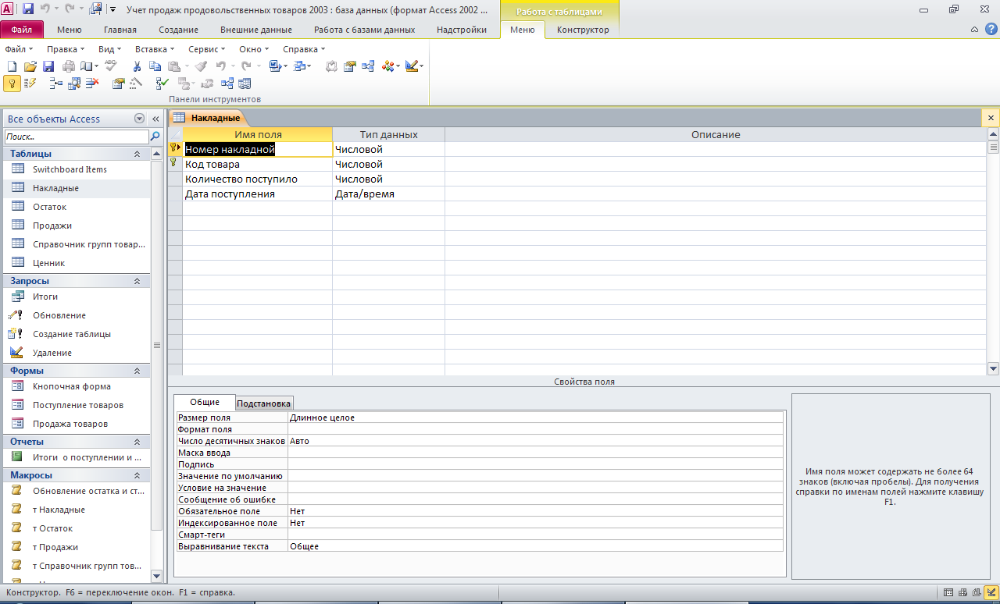 Учет продаж продовольственных товаров 2003 : база данных (формат Access 2002 ...
Работа с таблицами
Файл Меню Главная Создание Внешние данные Работа с базами данных Надстройки Меню Конструктор
Файл Правка Вид Вставка Сервис Окно Справка
Панели инструментов
Все объекты Access
Поиск...
Таблицы
Switchboard Items
Накладные
Остаток
Продажи
Справочник групп товар...
Ценник
Запросы
Итоги
Обновление
Создание таблицы
Удаление
Формы
Кнопочная форма
Поступление товаров
Продажа товаров
Отчеты
Итоги о поступлении и ...
Макросы
Обновление остатка и ст...
т Накладные
т Остаток
т Продажи
т Справочник групп тов...
Накладные
Имя поля Тип данных Описание
Номер накладной Числовой
Код товара Числовой
Количество поступило Числовой
Дата поступления Дата/время
Свойства поля
Общие Подстановка
Размер поля Длинное целое
Формат поля
Число десятичных знаков Авто
Маска ввода
Подпись
Значение по умолчанию
Условие на значение
Сообщение об ошибке
Обязательное поле Нет
Индексированное поле Нет
Смарт-теги
Выравнивание текста Общее
Имя поля может содержать не более 64
знаков (включая пробелы). Для получения
справки по именам полей нажмите клавишу
F1.
Конструктор. F6 = переключение окон. F1 = справка.